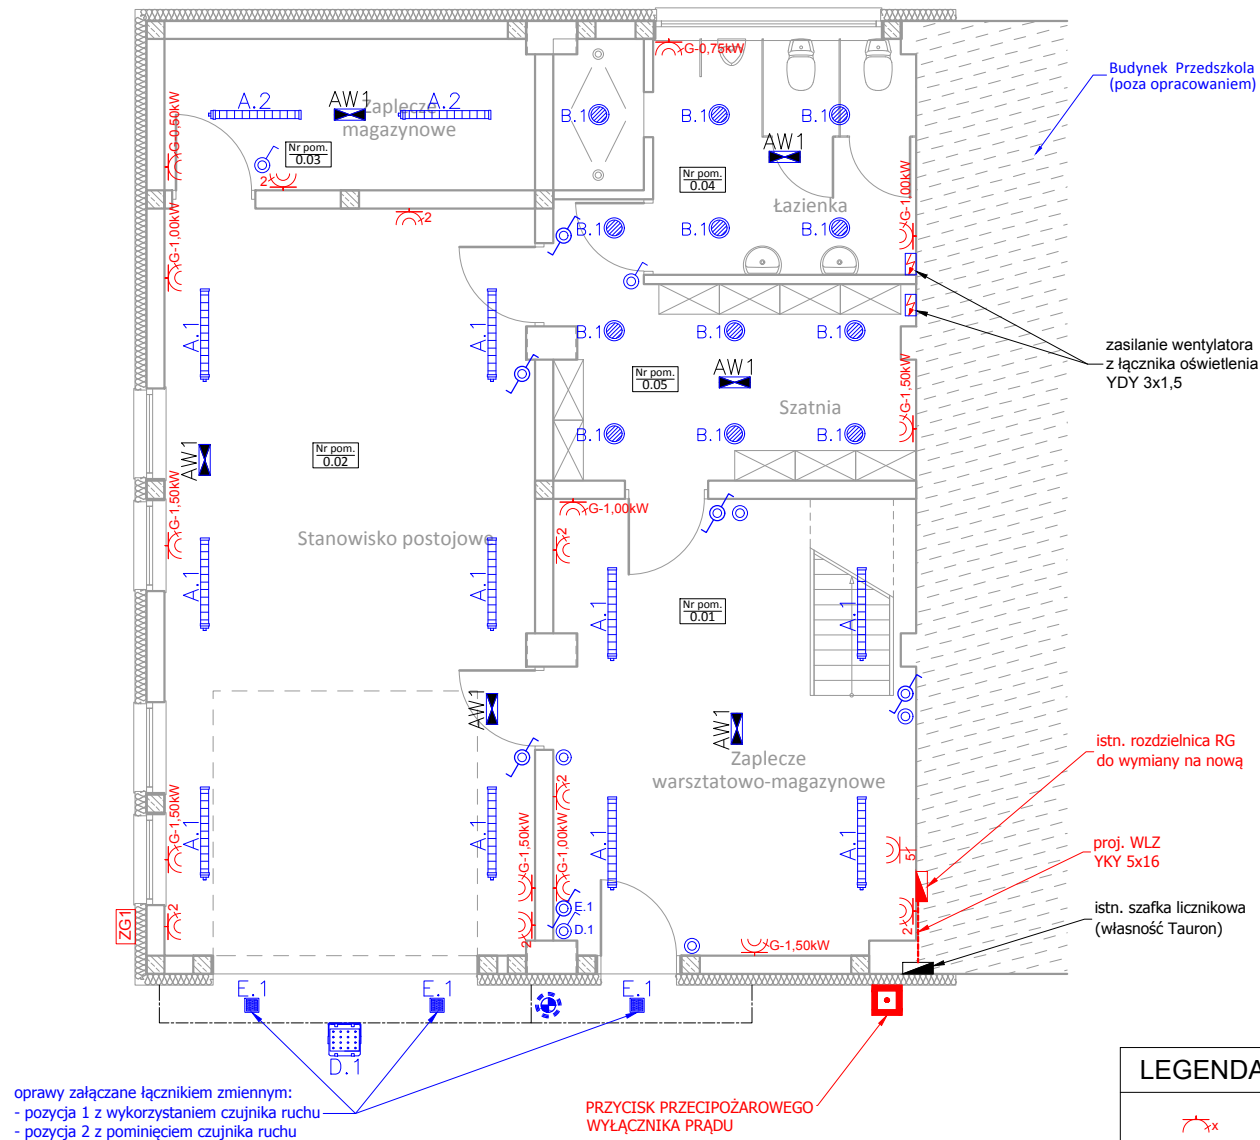 G-0,75kW
Budynek Przedszkola
(poza opracowaniem)
A.2
AW1
A.2
Zaplecze
magazynowe
B.1
B.1
B.1
AW1
G-0,50kW
Nr pom.
0.03
2
Nr pom.
0.04
Łazienka
G-1,00kW
G-1,00kW
2
B.1
B.1
B.1
A.1
A.1
B.1
B.1
B.1
zasilanie wentylatora
z łącznika oświetlenia
YDY 3x1,5
AW1
Nr pom.
0.05
G-1,50kW
Szatnia
B.1
B.1
B.1
AW1
Nr pom.
0.02
G-1,50kW
G-1,00kW
Stanowisko postojowe
2
A.1
A.1
A.1
Nr pom.
0.01
A.1
AW1
AW1
istn. rozdzielnica RG
do wymiany na nową
Zaplecze
warsztatowo-magazynowe
2
G-1,50kW
A.1
A.1
G-1,50kW
G-1,00kW
A.1
A.1
5
proj. WLZ
YKY 5x16
E.1
D.1
istn. szafka licznikowa
(własność Tauron)
ZG1
2
2
2
G-1,50kW
E.1
E.1
E.1
D.1
LEGENDA
oprawy załączane łącznikiem zmiennym:
- pozycja 1 z wykorzystaniem czujnika ruchu
- pozycja 2 z pominięciem czujnika ruchu
PRZYCISK PRZECIPOŻAROWEGO
WYŁĄCZNIKA PRĄDU
x